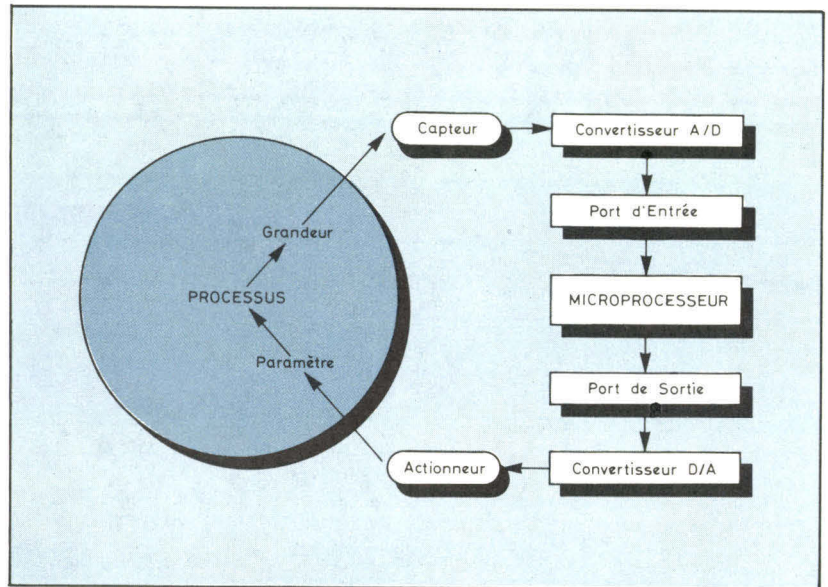 Capteur
Convertisseur A/D
Port d'Entrée
Grandeur
PROCESSUS
MICROPROCESSEUR
Paramètre
Port de Sortie
Actionneur
Convertisseur D/A